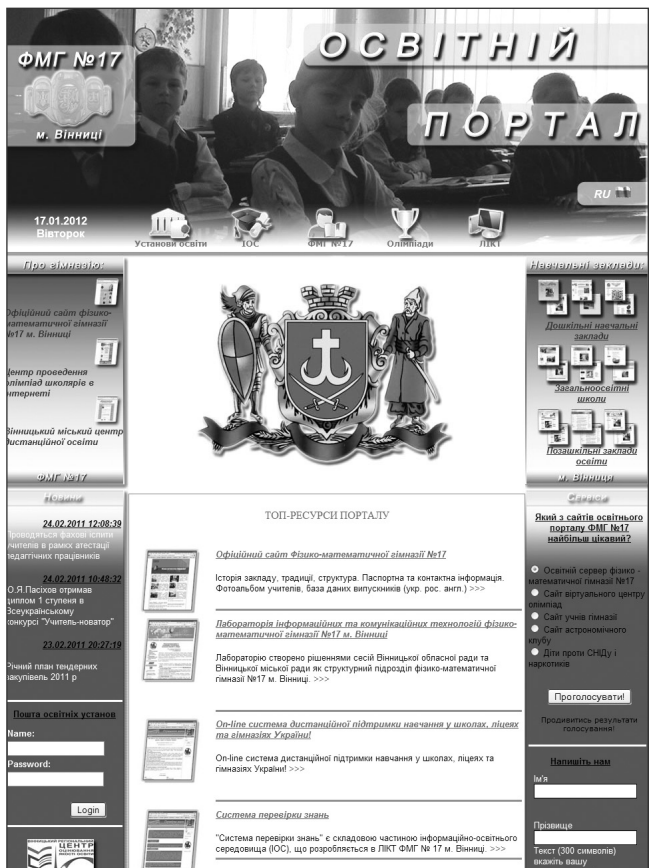 ФМГ №17
м. Вінниці
ОСВІТНІЙ
ПОРТАЛ
RU
17.01.2012
Вівторок
Установи освіти
ІОС
ФМГ №17
Олімпіади
ЛІКТ
Про гімназію:
Офіційний сайт фізико-
математичної гімназії
№17 м. Вінниці
Центр проведення
олімпіад школярів в
Інтернеті
Вінницький міський центр
дистанційної освіти
ФМГ №17
Навчальні заклади:
Дошкільні навчальні
заклади
Загальноосвітні
школи
Позашкільні заклади
освіти
м. Вінниця
Новини
24.02.2011 12:08:39
Проводяться фахові іспити
учителів в рамкх атестації
педагічних працівників
24.02.2011 10:48:32
О.Я.Пасіхов отримав
диплом 1 ступеня в
Всеукраїнському
конкурсі "Учитель-новатор"
23.02.2011 20:27:19
Річний план тендерних
закупівель 2011 р
Пошта освітніх установ
Name:
Password:
Login
ВІННИЦЬКИЙ РЕГІОНАЛЬНИЙ
ЦЕНТР
ОЦІНЮВАННЯ
ЯКОСТІ ОСВІТИ
ТОП-РЕСУРСИ ПОРТАЛУ
Офіційний сайт Фізико-математичної гімназії №17
Історія закладу, традиції, структура. Паспортна та контактна інформація.
Фотоальбом учителів, база даних випускників (укр. рос. англ.) >>>
Лабораторія інформаційних та комунікаційних технологій фізико-
математичної гімназії №17 м. Вінниці
Лабораторію створено рішеннями сесій Вінницької обласної ради та
Вінницької міської ради як структурний підрозділ фізико-математичної
гімназії №17 м. Вінниці. >>>
On-line система дистанційної підтримки навчання у школах, ліцеях
та гімназіях України!
On-line система дистанційної підтримки навчання у школах, ліцеях та
гімназіях України! >>>
Система перевірки знань
"Система перевірки знань" є складовою частиною інформаційно-освітнього
середовища (ІОС), що розробляється в ЛІКТ ФМГ № 17 м. Вінниці. >>>
Сервіси
Який з сайтів освітнього
порталу ФМГ №17
найбільш цікавий?
Освітній сервер фізико -
математичної гімназії №17
Сайт віртуального центру
олімпіад
Сайт учнів гімназії
Сайт астрономічного
клубу
Діти проти СНІДу і
наркотиків
Проголосувати!
Продивитись результати
голосування!
Напишіть нам
Ім'я
Прізвище
Текст (300 символів)
вкажіть вашу